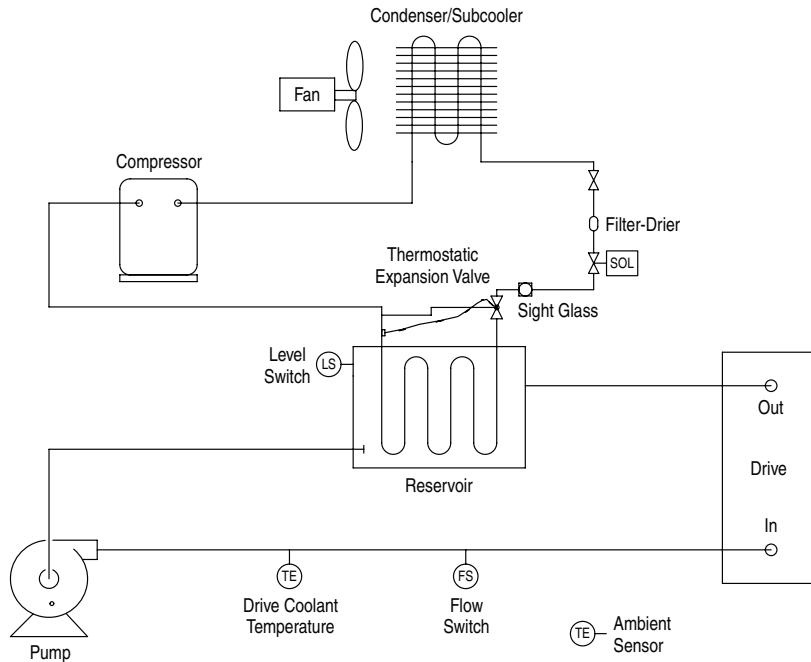 Condenser/Subcooler
Fan
Compressor
Filter-Drier
SOL
Thermostatic
Expansion Valve
Sight Glass
Level
Switch
LS
Out
Drive
In
Reservoir
TE
Drive Coolant
Temperature
FS
Flow
Switch
TE
Ambient
Sensor
Pump